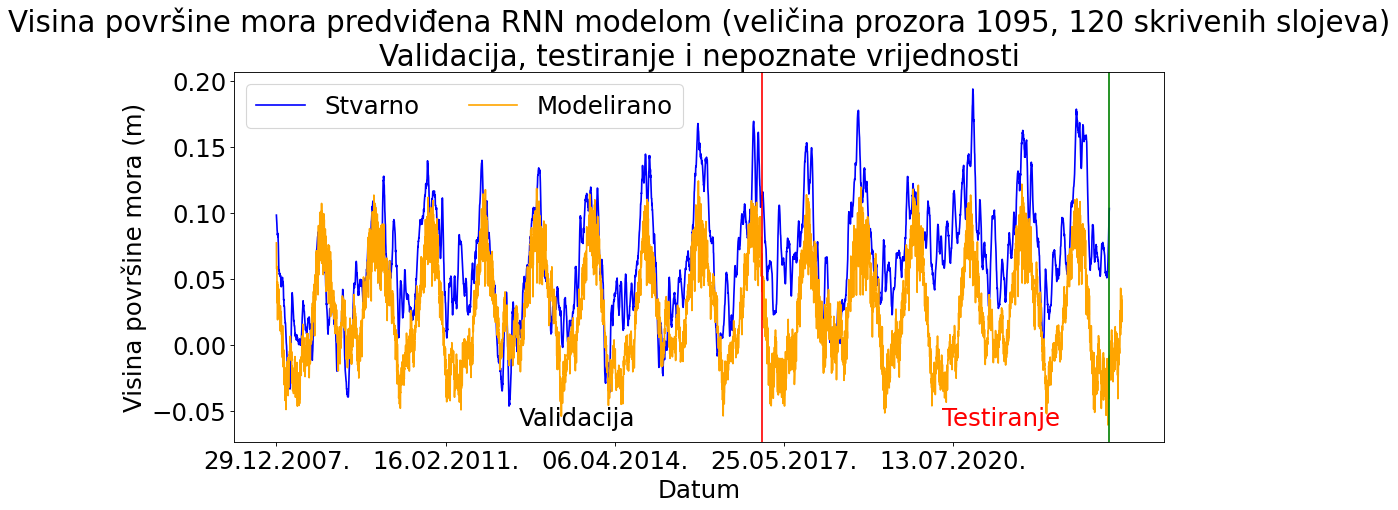 Visina površine mora predviđena RNN modelom (veličina prozora 1095, 120 skrivenih slojeva)
Validacija, testiranje i nepoznate vrijednosti
Stvarno
Modelirano
Visina površine mora (m)
0.20
0.15
0.10
0.05
0.00
−0.05
Validacija
Testiranje
29.12.2007.
16.02.2011.
06.04.2014.
25.05.2017.
13.07.2020.
Datum